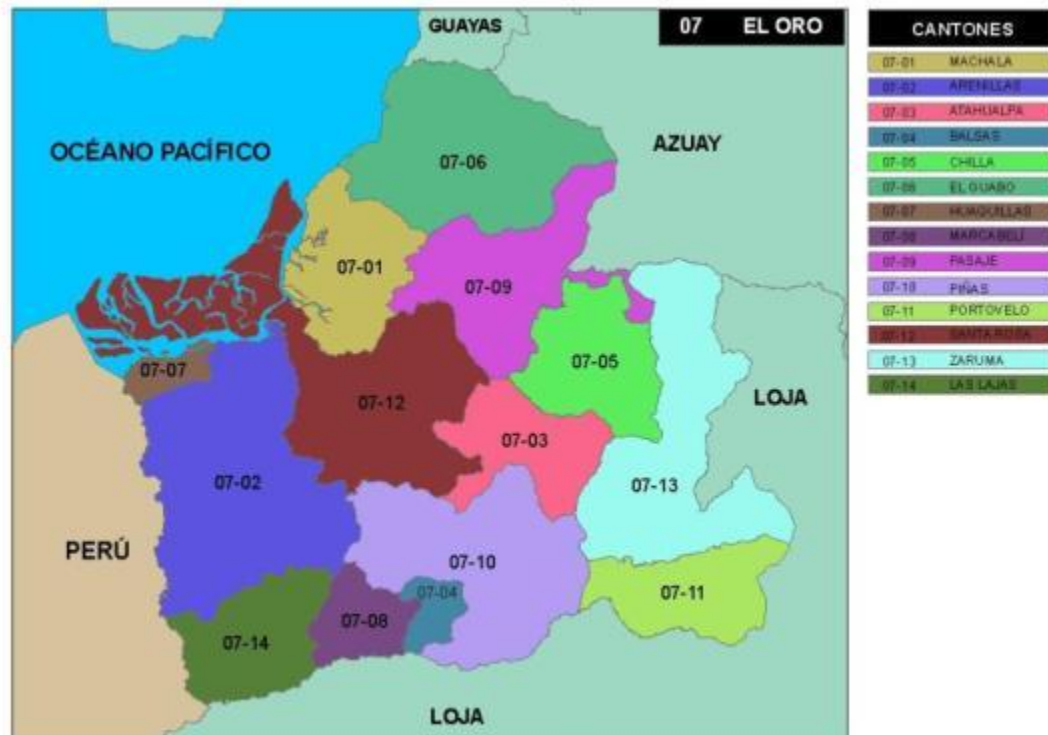 GUAYAS
07 EL ORO
OCÉANO PACÍFICO
AZUAY
07-06
07-01
07-09
07-07
07-05
07-12
LOJA
07-03
07-02
07-13
PERÚ
07-10
07-04
07-11
07-08
07-14
LOJA
CANTONES
07-01 MACHALA
07-02 ARENILLAS
07-03 ATAHUALPA
07-04 BALSAS
07-05 CHILLA
07-06 EL GUABO
07-07 HUAQUILLAS
07-08 MARCABELÍ
07-09 PASAJE
07-10 PIÑAS
07-11 PORTOVELO
07-12 SANTA ROSA
07-13 ZARUMA
07-14 LAS LAJAS